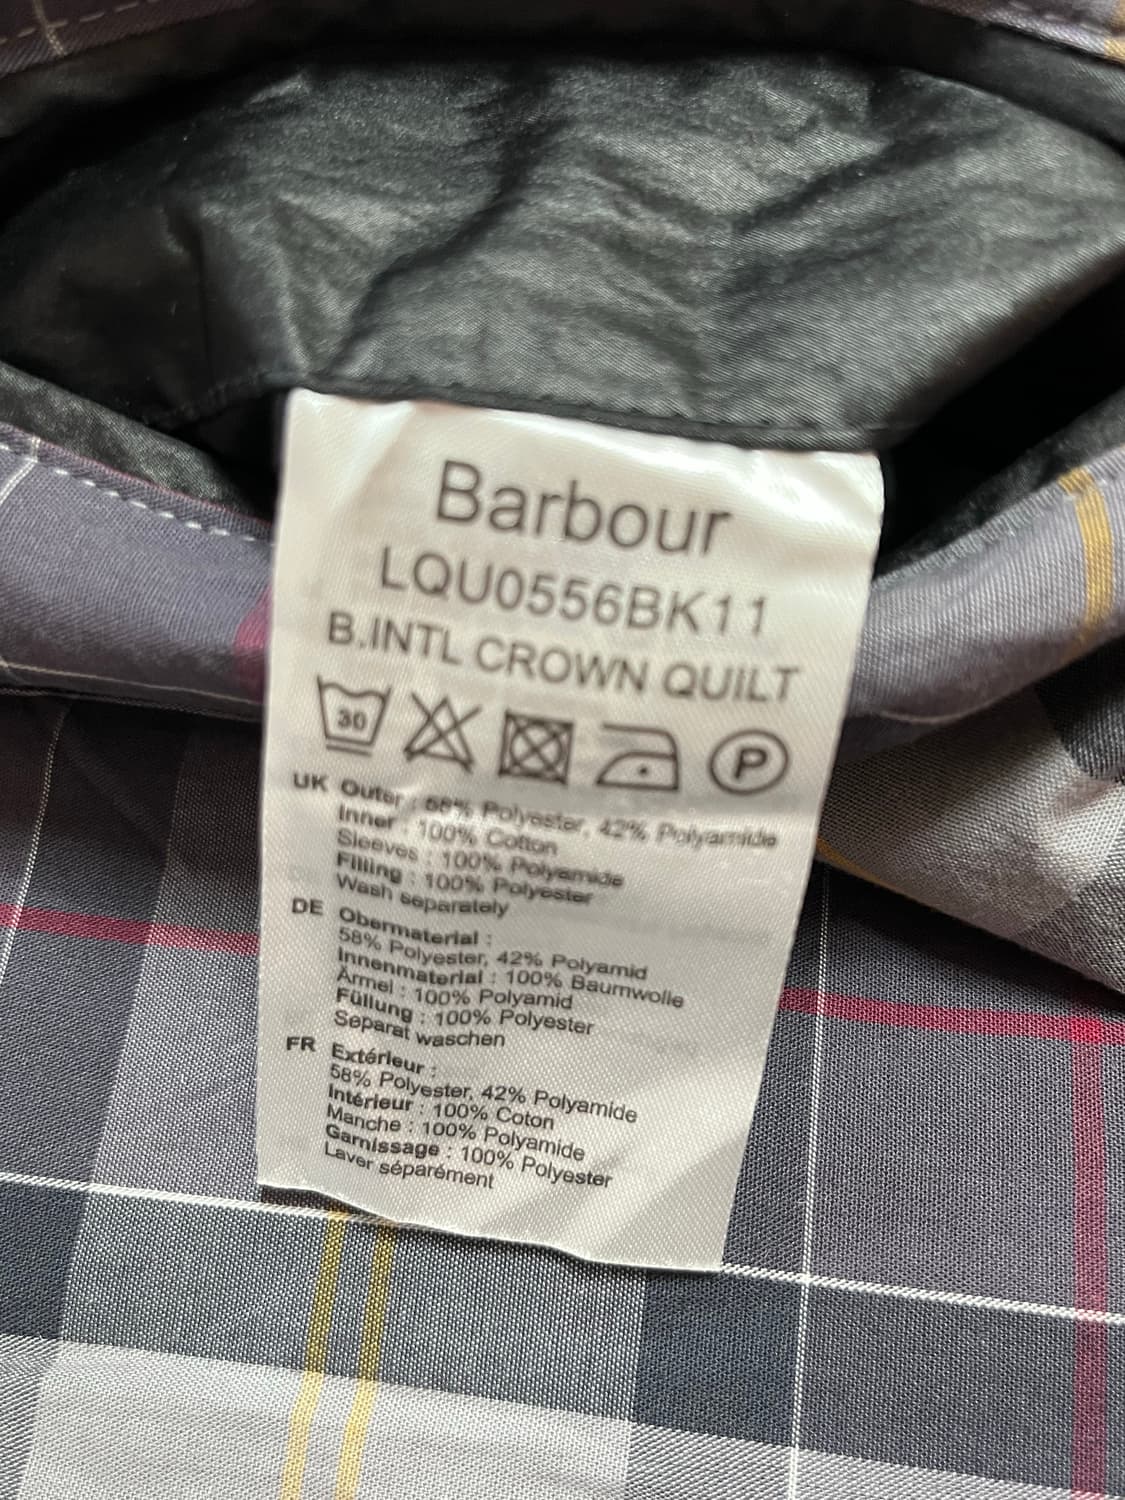 Barbour
LQU0556BK11
B.INTL CROWN QUILT
30 P
UK Outer : 58% Polyester, 42% Polyamide
Inner : 100% Cotton
Sleeves : 100% Polyamide
Filling : 100% Polyester
Wash separately
DE Obermaterial :
58% Polyester, 42% Polyamid
Innenmaterial : 100% Baumwolle
Ärmel : 100% Polyamid
Füllung : 100% Polyester
Separat waschen
FR Extérieur :
58% Polyester, 42% Polyamide
Intérieur : 100% Coton
Manche : 100% Polyamide
Garnissage : 100% Polyester
Laver séparément